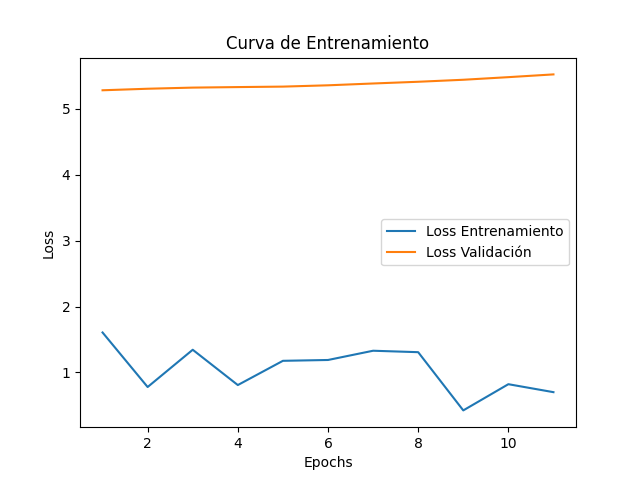 Curva de Entrenamiento
5
4
3
2
1
Loss
Loss Entrenamiento
Loss Validación
2 4 6 8 10
Epochs